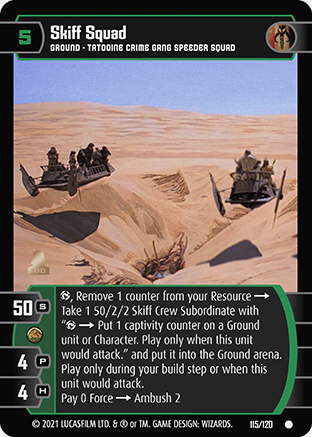 5
Skiff Squad
GROUND - TATOOINE CRIME GANG SPEEDER SQUAD
50 S
4 P
4 H
, Remove 1 counter from your Resource →
Take 1 50/2/2 Skiff Crew Subordinate with
“ → Put 1 captivity counter on a Ground
unit or Character. Play only when this unit
would attack.” and put it into the Ground arena.
Play only during your build step or when this
unit would attack.
Pay 0 Force → Ambush 2
© 2021 LUCASFILM LTD. & ® or TM. GAME DESIGN: WIZARDS.
115/120